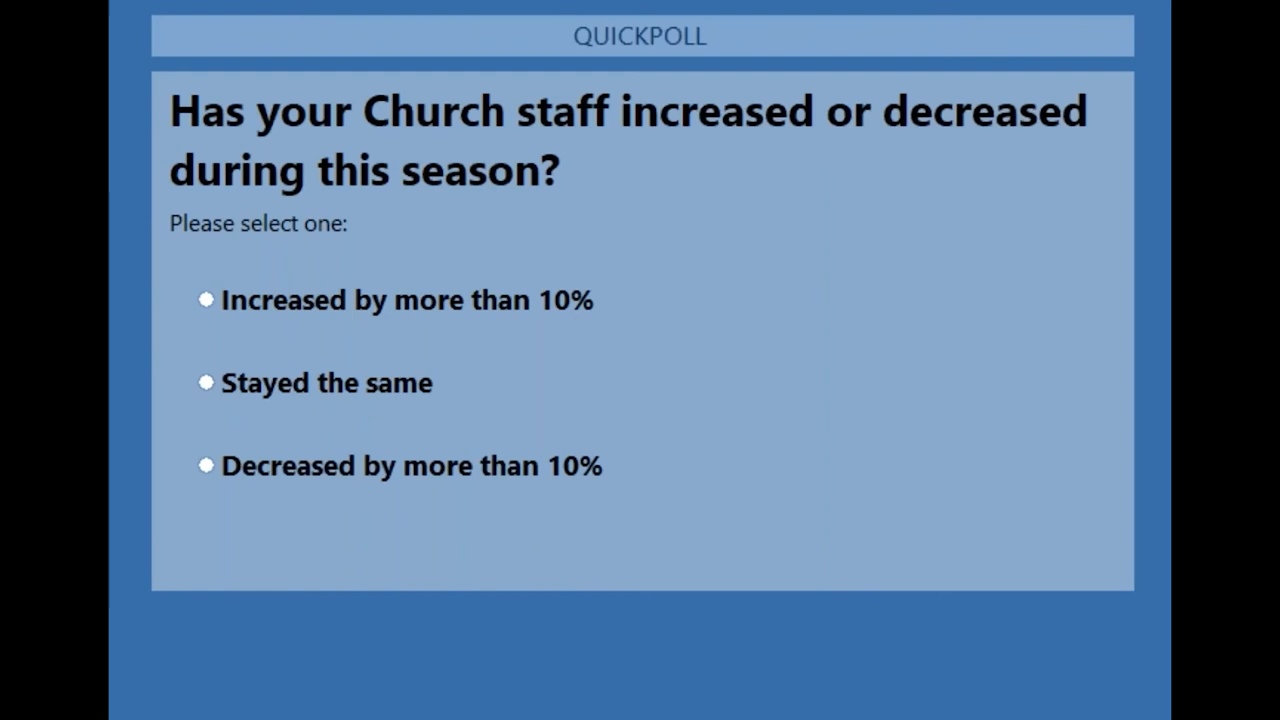 QUICKPOLL
Has your Church staff increased or decreased
during this season?
Please select one:
Increased by more than 10%
Stayed the same
Decreased by more than 10%